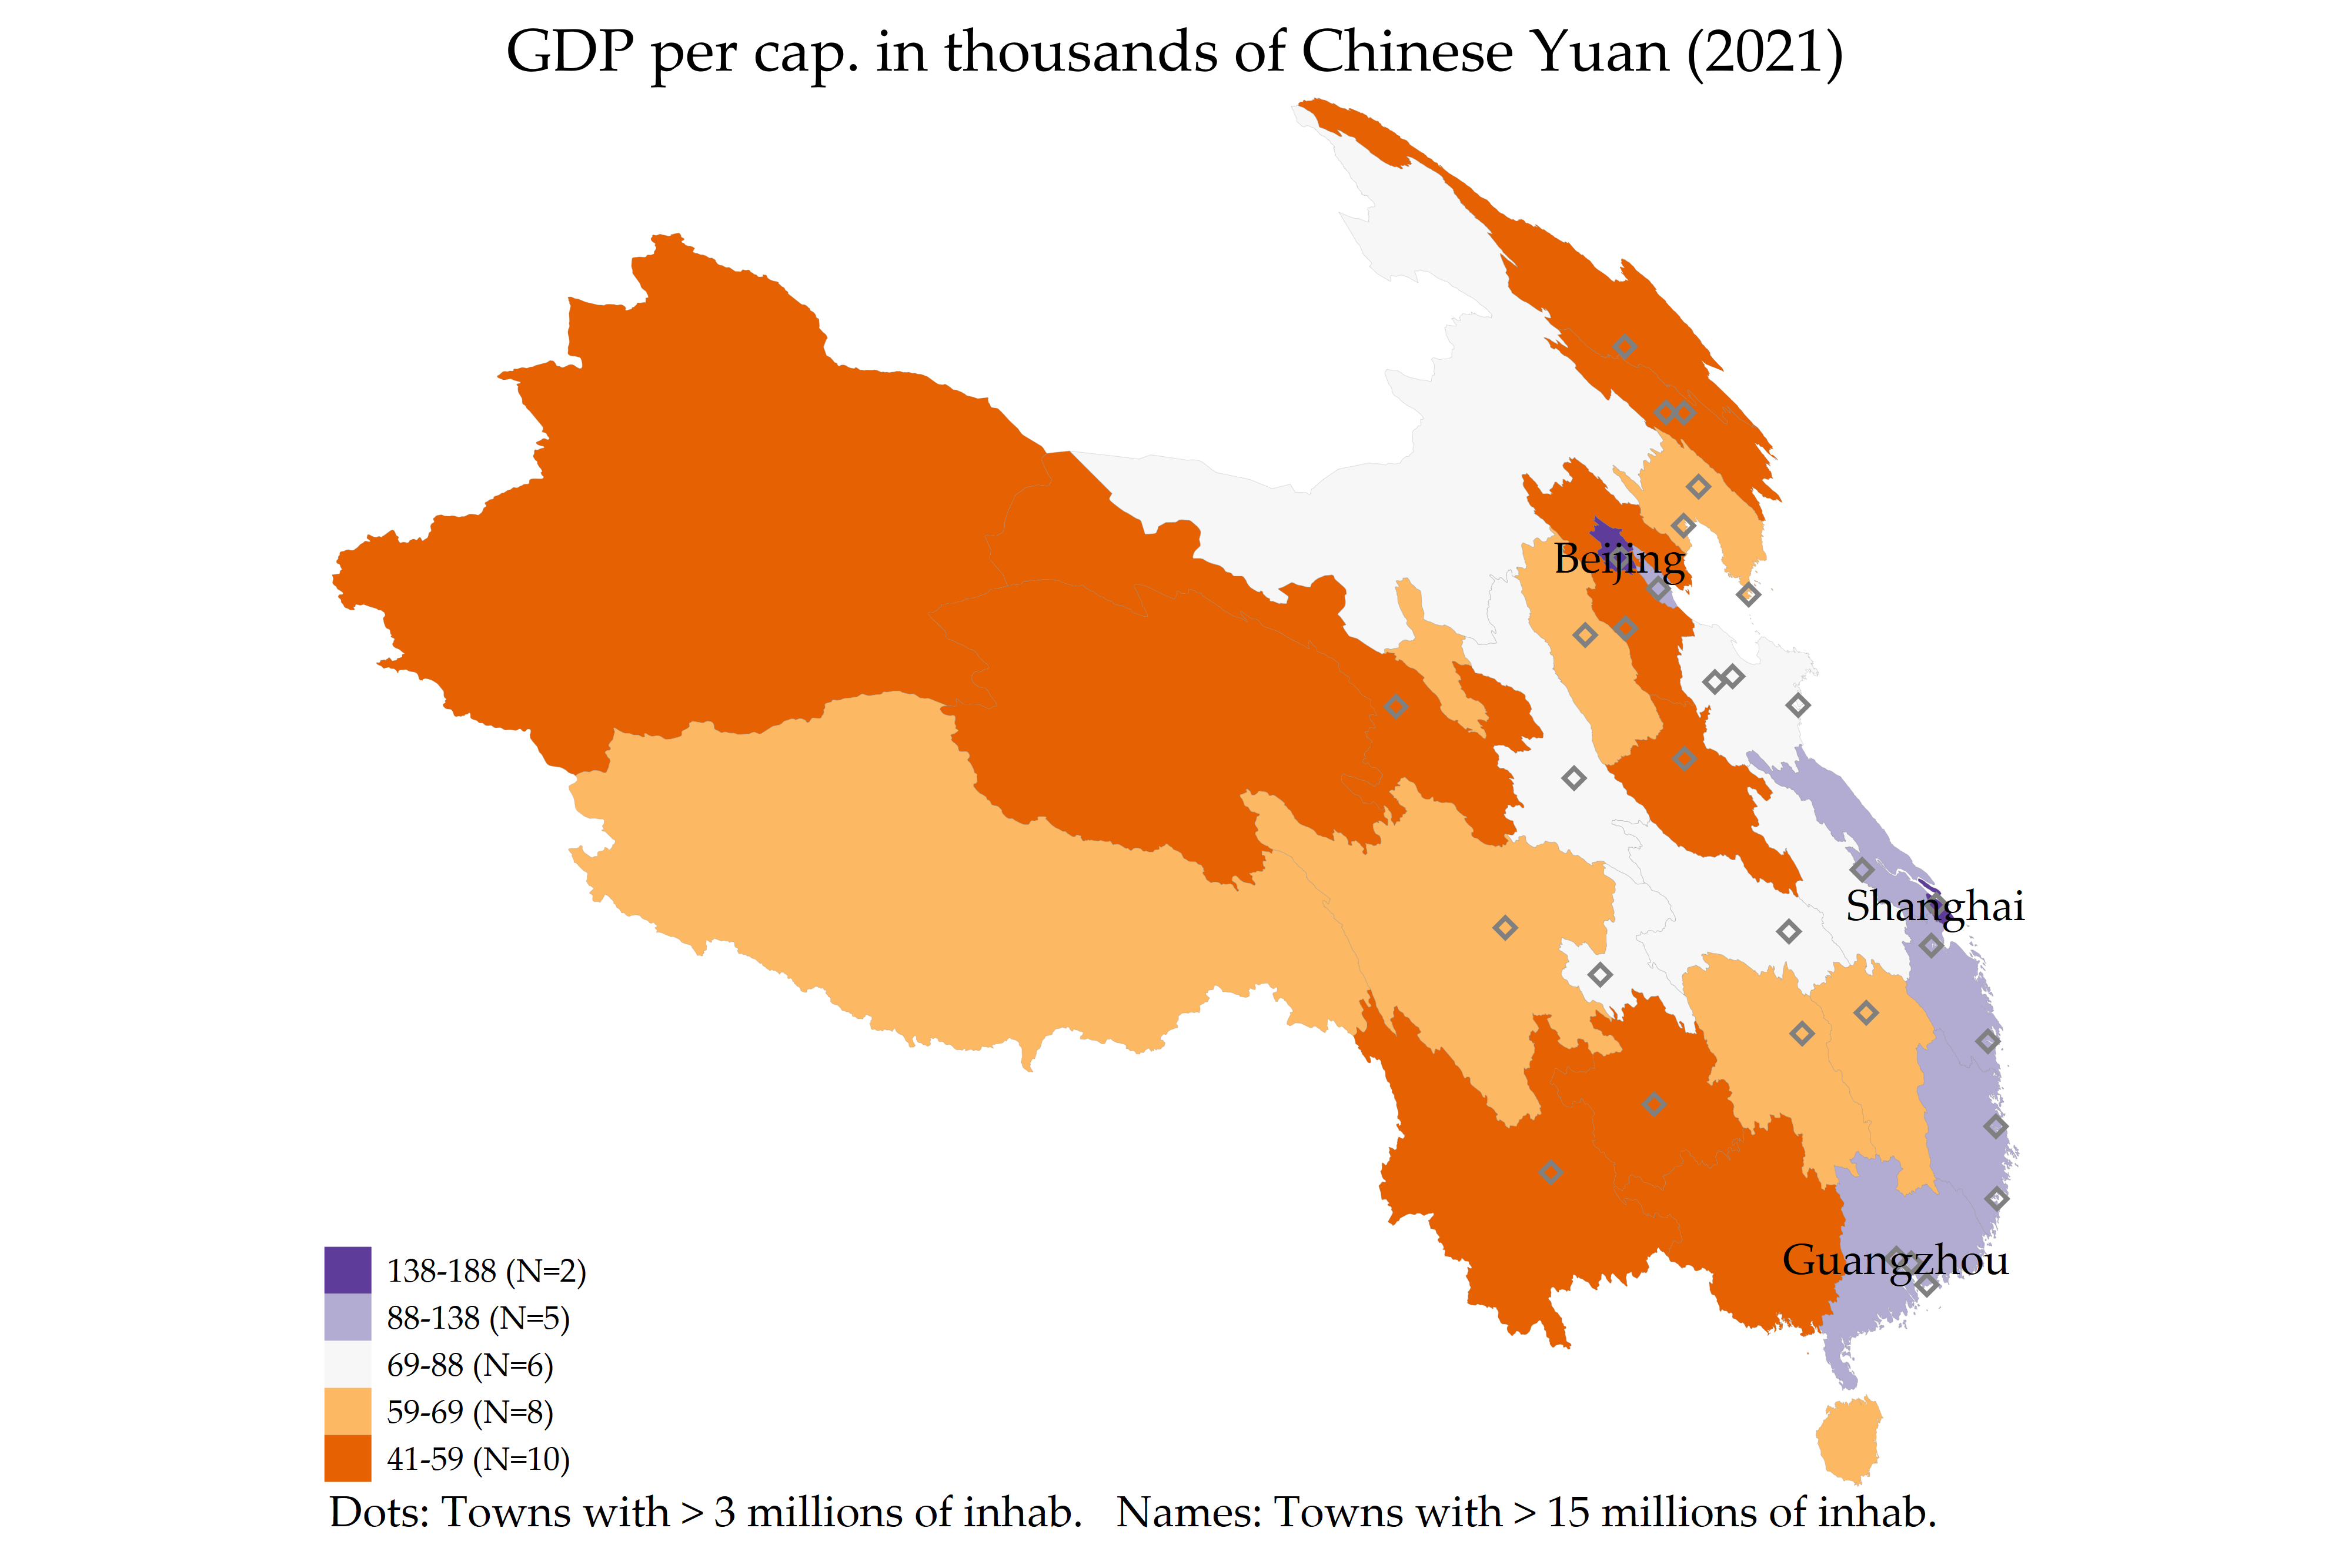 GDP per cap. in thousands of Chinese Yuan (2021)
Beijing
Shanghai
Guangzhou
138-188 (N=2)
88-138 (N=5)
69-88 (N=6)
59-69 (N=8)
41-59 (N=10)
Dots: Towns with > 3 millions of inhab. Names: Towns with > 15 millions of inhab.